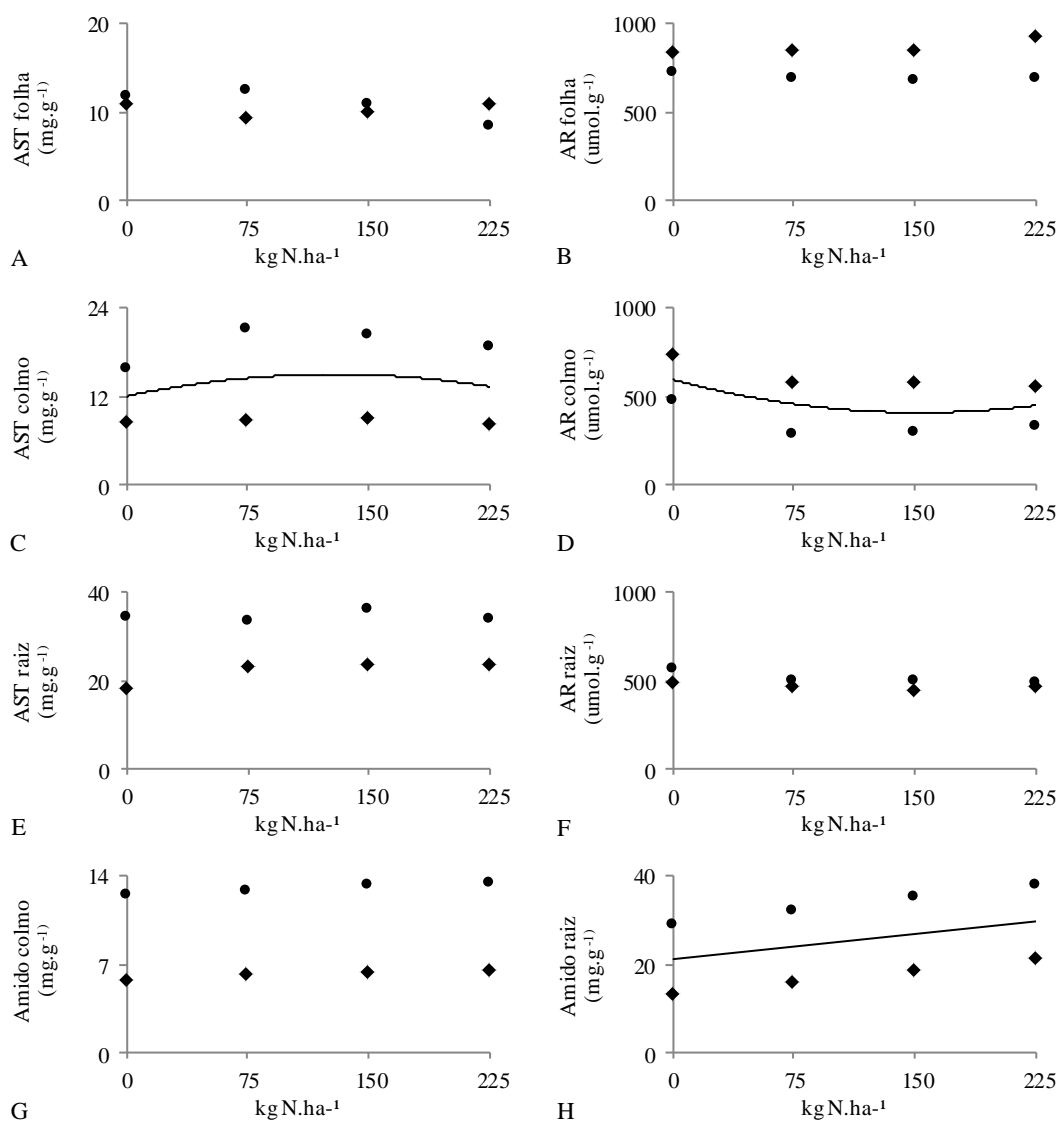 AST folha
(mg.g⁻¹)
20
10
0
0 75 150 225
kg N.ha-¹
A
AR folha
(umol.g⁻¹)
1000
500
0
0 75 150 225
kg N.ha-¹
B
AST colmo
(mg.g⁻¹)
24
12
0
0 75 150 225
kg N.ha-¹
C
AR colmo
(umol.g⁻¹)
1000
500
0
0 75 150 225
kg N.ha-¹
D
AST raiz
(mg.g⁻¹)
40
20
0
0 75 150 225
kg N.ha-¹
E
AR raiz
(umol.g⁻¹)
1000
500
0
0 75 150 225
kg N.ha-¹
F
Amido colmo
(mg.g⁻¹)
14
7
0
0 75 150 225
kg N.ha-¹
G
Amido raiz
(mg.g⁻¹)
40
20
0
0 75 150 225
kg N.ha-¹
H